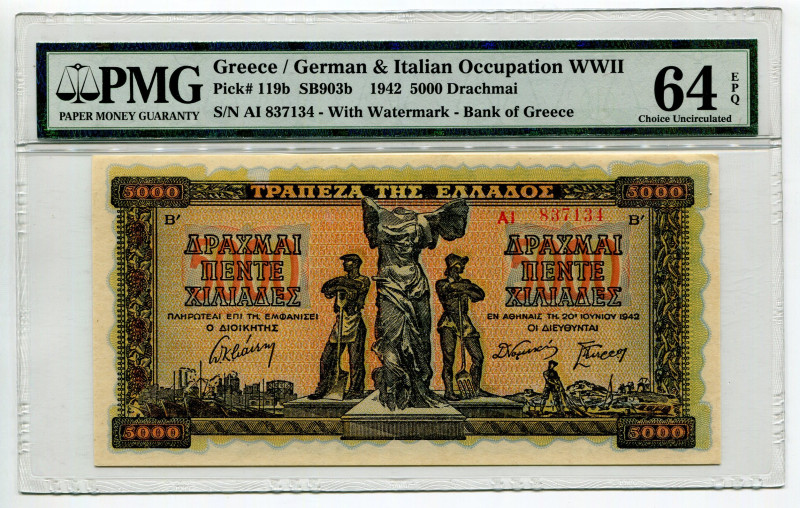 PMG
PAPER MONEY GUARANTY
Greece / German & Italian Occupation WWII
Pick# 119b SB903b 1942 5000 Drachmai
S/N AI 837134 - With Watermark - Bank of Greece
64 EPQ
Choice Uncirculated
5000 ΤΡΑΠΕΖΑ ΤΗΣ ΕΛΛΑΔΟΣ 5000
Β' ΑΙ 837134 Β'
ΔΡΑΧΜΑΙ
ΠΕΝΤΕ
ΧΙΛΙΑΔΕΣ
ΠΛΗΡΩΤΕΑΙ ΕΠΙ ΤΗ ΕΜΦΑΝΙΣΕΙ
Ο ΔΙΟΙΚΗΤΗΣ
ΔΡΑΧΜΑΙ
ΠΕΝΤΕ
ΧΙΛΙΑΔΕΣ
ΕΝ ΑΘΗΝΑΙΣ ΤΗ 20ῃ ΙΟΥΝΙΟΥ 1942
ΟΙ ΔΙΕΥΘΥΝΤΑΙ
5000 5000